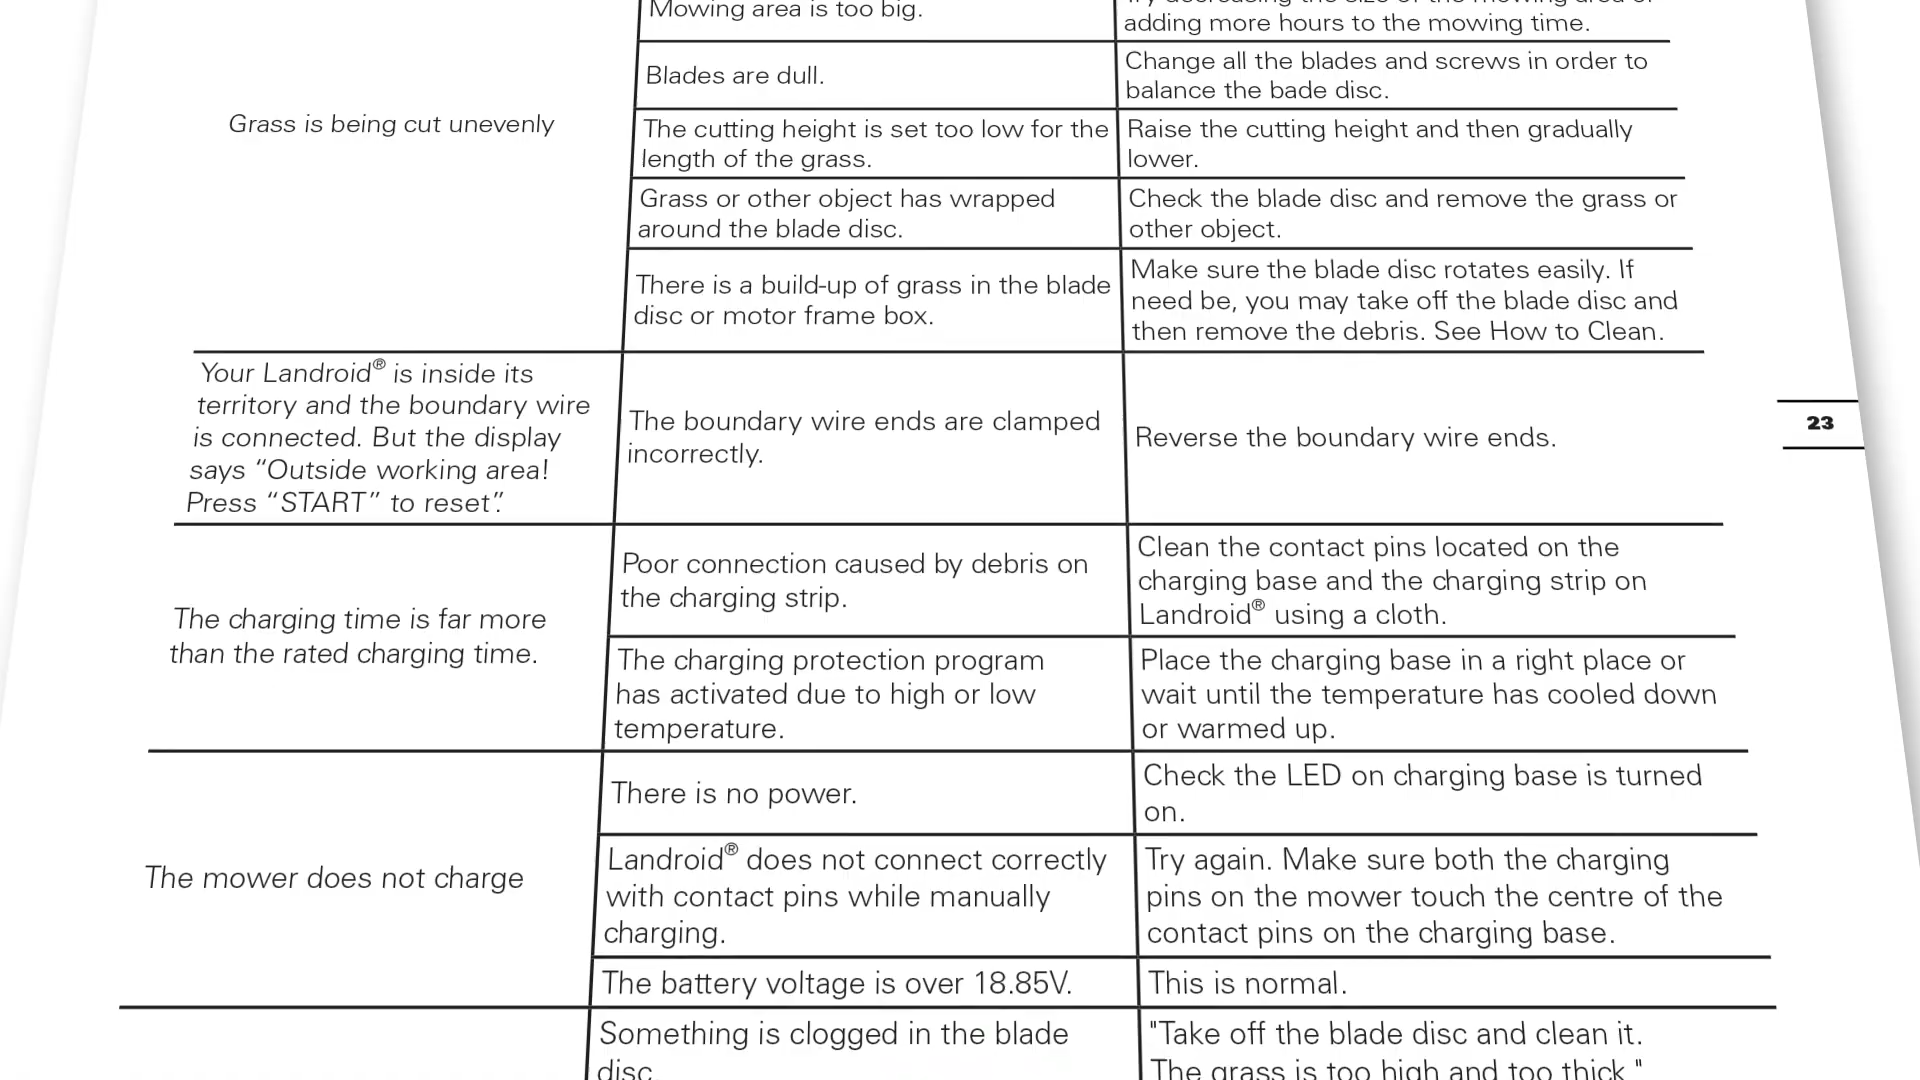 Mowing area is too big.
adding more hours to the mowing time.
Blades are dull.
Change all the blades and screws in order to
balance the bade disc.
Grass is being cut unevenly
The cutting height is set too low for the
length of the grass.
Raise the cutting height and then gradually
lower.
Grass or other object has wrapped
around the blade disc.
Check the blade disc and remove the grass or
other object.
There is a build-up of grass in the blade
disc or motor frame box.
Make sure the blade disc rotates easily. If
need be, you may take off the blade disc and
then remove the debris. See How to Clean.
Your Landroid® is inside its
territory and the boundary wire
is connected. But the display
says “Outside working area!
Press “START” to reset”.
The boundary wire ends are clamped
incorrectly.
Reverse the boundary wire ends.
23
The charging time is far more
than the rated charging time.
Poor connection caused by debris on
the charging strip.
Clean the contact pins located on the
charging base and the charging strip on
Landroid® using a cloth.
The charging protection program
has activated due to high or low
temperature.
Place the charging base in a right place or
wait until the temperature has cooled down
or warmed up.
The mower does not charge
There is no power.
Check the LED on charging base is turned
on.
Landroid® does not connect correctly
with contact pins while manually
charging.
Try again. Make sure both the charging
pins on the mower touch the centre of the
contact pins on the charging base.
The battery voltage is over 18.85V.
This is normal.
Something is clogged in the blade
disc.
"Take off the blade disc and clean it.
The grass is too high and too thick."